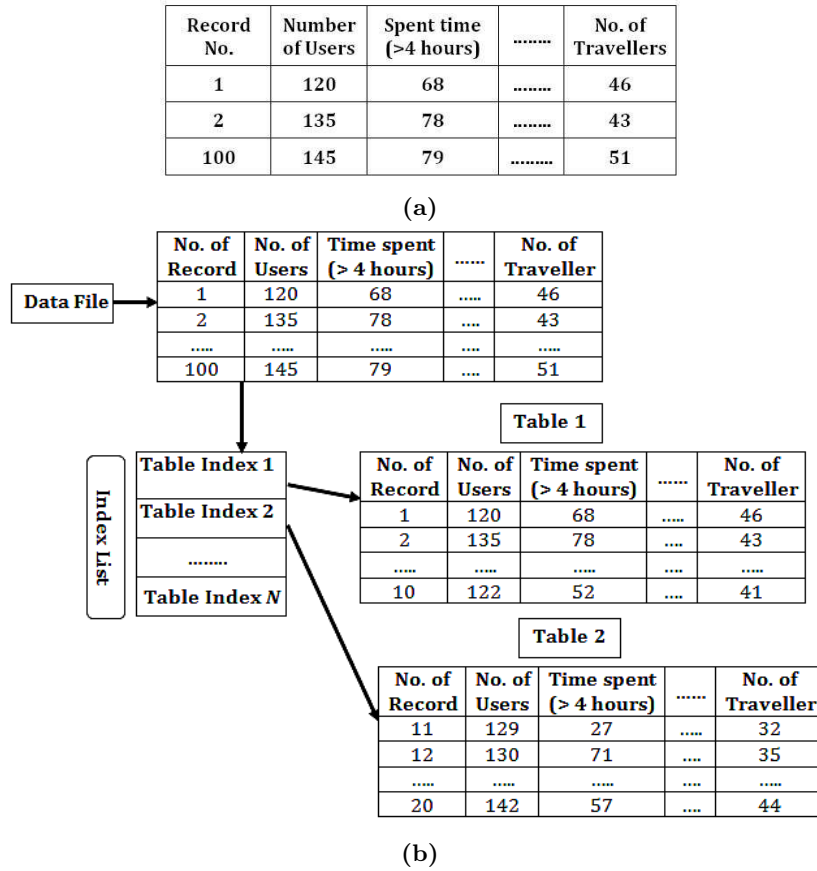 Record No. Number of Users Spent time (>4 hours) ........ No. of Travellers
1 120 68 ........ 46
2 135 78 ........ 43
100 145 79 ......... 51
(a)
Data File
No. of Record No. of Users Time spent (> 4 hours) ...... No. of Traveller
1 120 68 ..... 46
2 135 78 .... 43
..... ..... ..... .... .....
100 145 79 .... 51
Index List
Table Index 1
Table Index 2
........
Table Index N
Table 1
No. of Record No. of Users Time spent (> 4 hours) ...... No. of Traveller
1 120 68 ..... 46
2 135 78 .... 43
..... ..... ..... .... .....
10 122 52 .... 41
Table 2
No. of Record No. of Users Time spent (> 4 hours) ...... No. of Traveller
11 129 27 ..... 32
12 130 71 .... 35
..... ..... ..... .... .....
20 142 57 .... 44
(b)